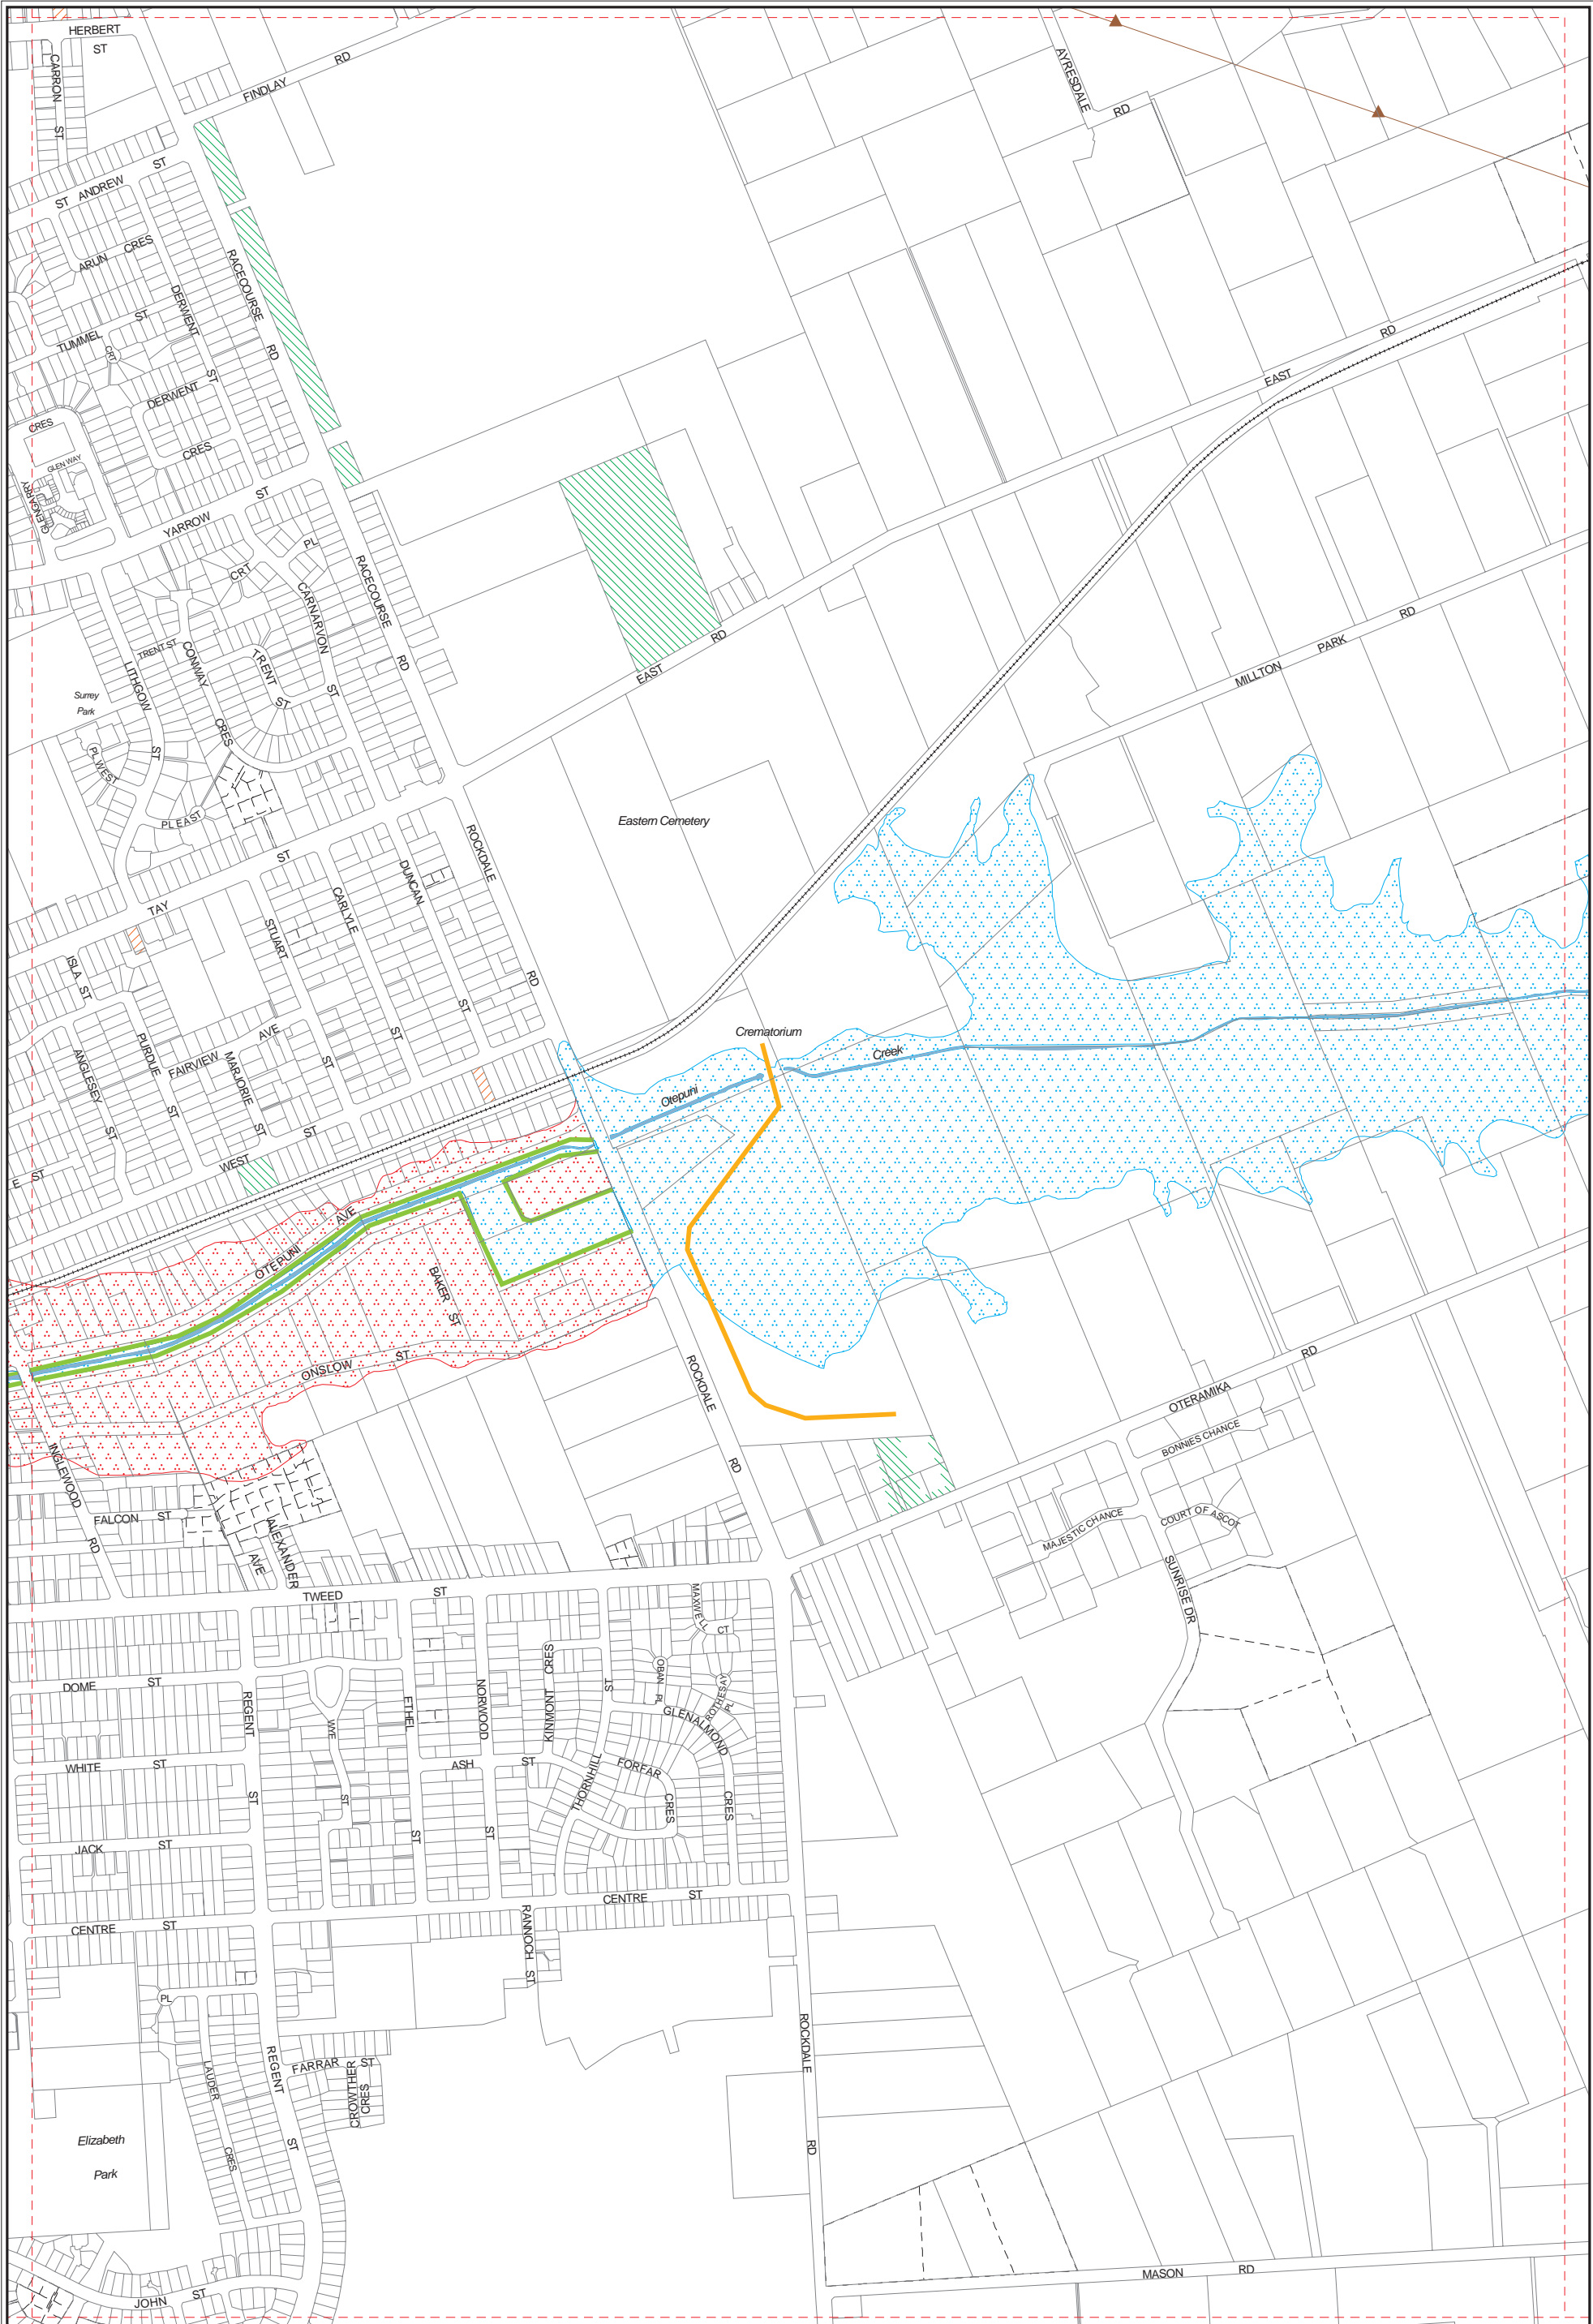 HERBERT
ST
CARRON
ST
FINDLAY
RD
AYRESDALE
RD
ST
ANDREW
ST
ARUN
CRES
RACECOURSE
RD
DERWENT
ST
TUMMEL
ST
CRT
DERWENT
CRES
CRES
GLEN WAY
GLENGARRY
EAST
RD
YARROW
ST
PL
CRT
CARNARVON
ST
RACECOURSE
RD
TRENT ST
CONWAY
CRES
TRENT
ST
LITHGOW
ST
Surrey
Park
PL WEST
PL EAST
EAST
RD
MILLTON
PARK
RD
Eastern Cemetery
ROCKDALE
RD
TAY
ST
STUART
ST
CARLYLE
ST
DUNCAN
ST
ISLA
ST
PURDUE
ST
ANGLESEY
ST
FAIRVIEW
AVE
MARJORIE
ST
WEST
ST
E
ST
Crematorium
Otepuni
Creek
OTEPUNI
AVE
BAKER
ST
ONSLOW
ST
ROCKDALE
RD
OTERAMIKA
RD
BONNIES CHANCE
MAJESTIC CHANCE
COURT OF ASCOT
SUNRISE DR
INGLEWOOD
RD
FALCON
ST
ALEXANDER
AVE
TWEED
ST
MAXWELL
CT
OBAN
PL
ROTHESAY
PL
GLENALMOND
CRES
KINMONT
CRES
THORNHILL
ST
FORFAR
CRES
DOME
ST
REGENT
ST
WYE
ST
ETHEL
ST
NORWOOD
ST
ASH
ST
WHITE
ST
JACK
ST
CENTRE
ST
CENTRE
ST
RANNOCH
ST
PL
LAUDER
CRES
REGENT
ST
FARRAR
ST
CROWTHER
CRES
ROCKDALE
RD
Elizabeth
Park
JOHN
ST
MASON
RD